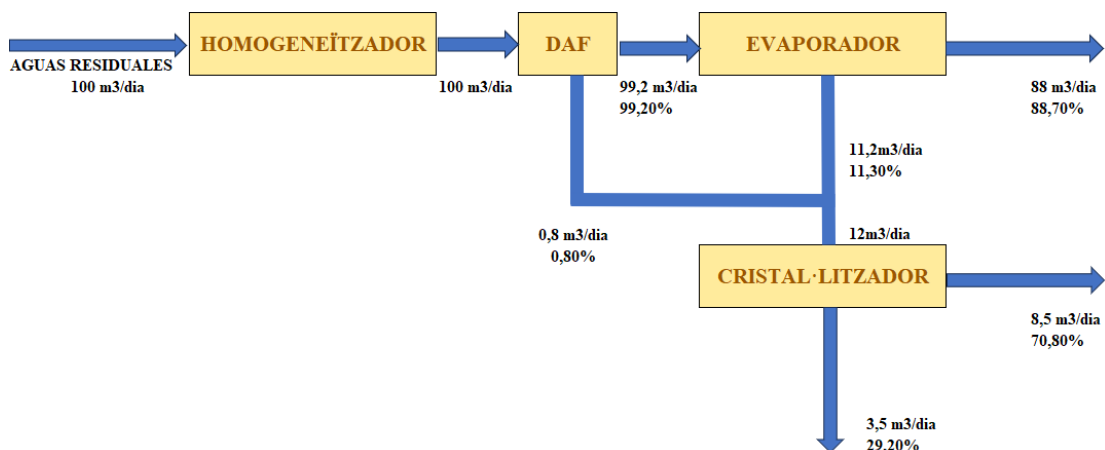 HOMOGENEÏTZADOR
DAF
EVAPORADOR
AGUAS RESIDUALES
100 m3/dia
100 m3/dia
99,2 m3/dia
99,20%
88 m3/dia
88,70%
11,2m3/dia
11,30%
0,8 m3/dia
0,80%
12m3/dia
CRISTAL·LITZADOR
8,5 m3/dia
70,80%
3,5 m3/dia
29,20%